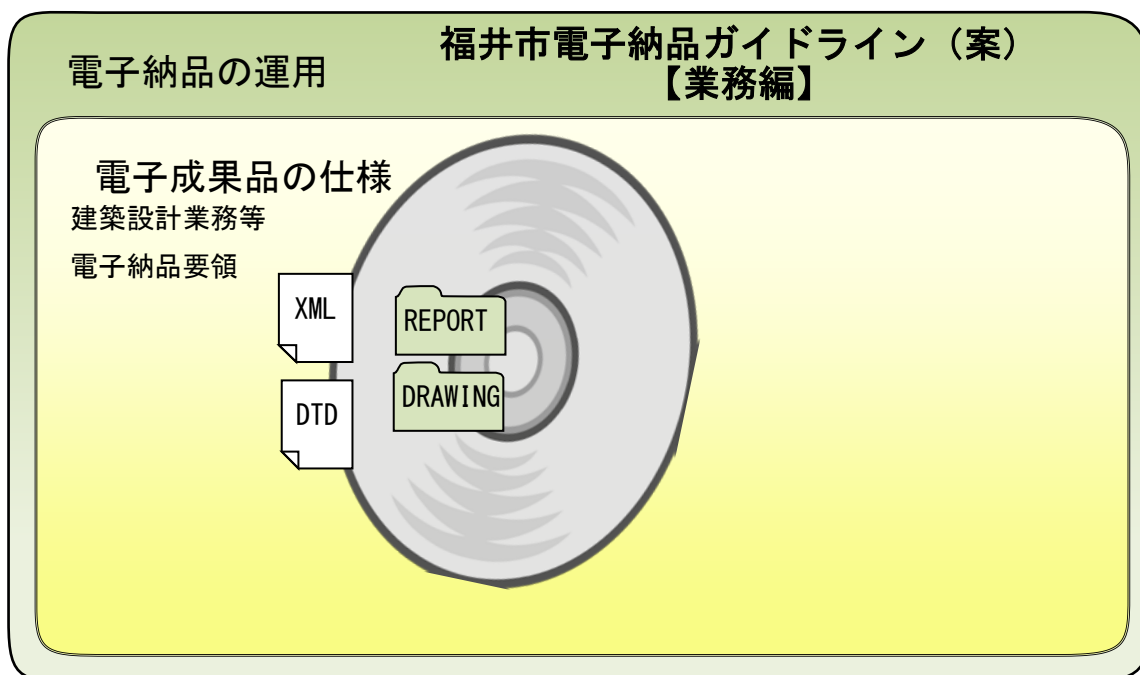 電子納品の運用
福井市電子納品ガイドライン（案）
【業務編】
電子成果品の仕様
建築設計業務等
電子納品要領
XML
REPORT
DTD
DRAWING